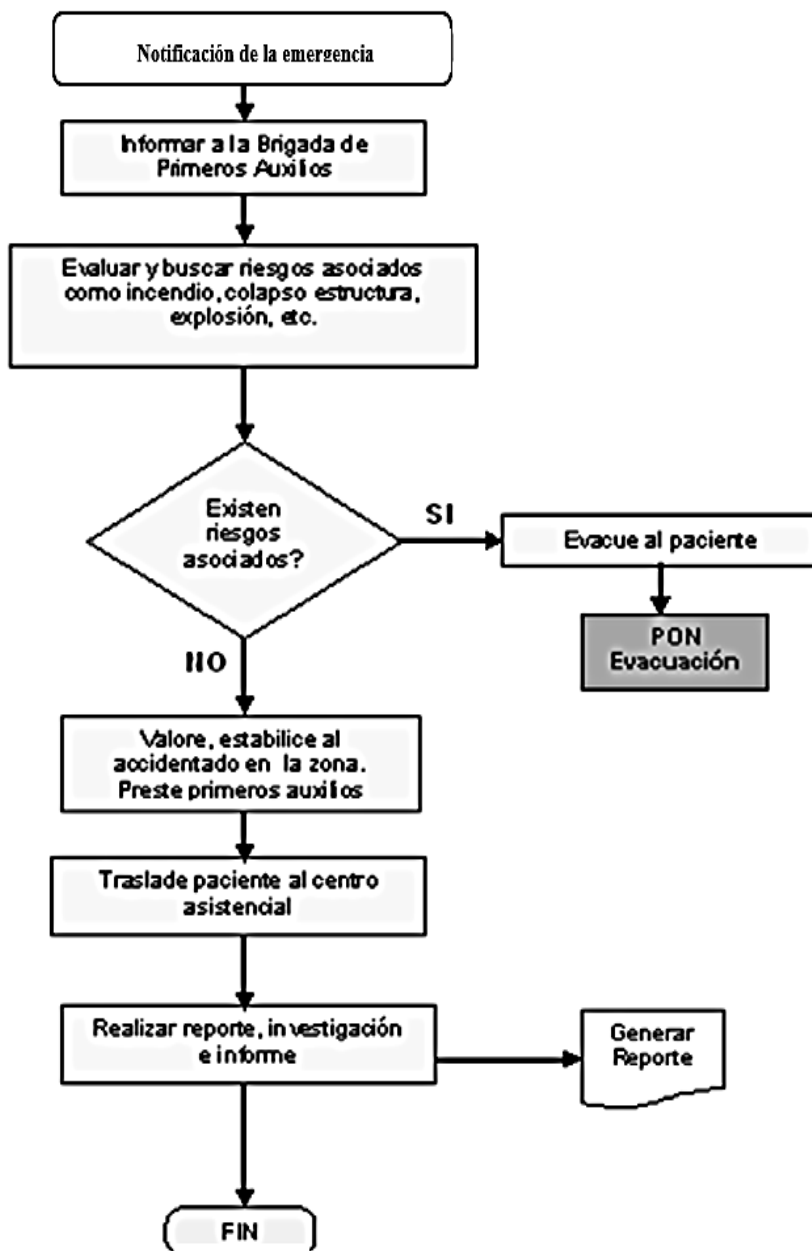 Notificación de la emergencia
Informar a la Brigada de
Primeros Auxilios
Evaluar y buscar riesgos asociados
como incendio, colapso estructura,
explosión, etc.
Existen
riesgos
asociados?
SI
Evacue al paciente
PON
Evacuación
NO
Valore, estabilice al
accidentado en la zona.
Preste primeros auxilios
Traslade paciente al centro
asistencial
Realizar reporte, investigación
e informe
Generar
Reporte
FIN